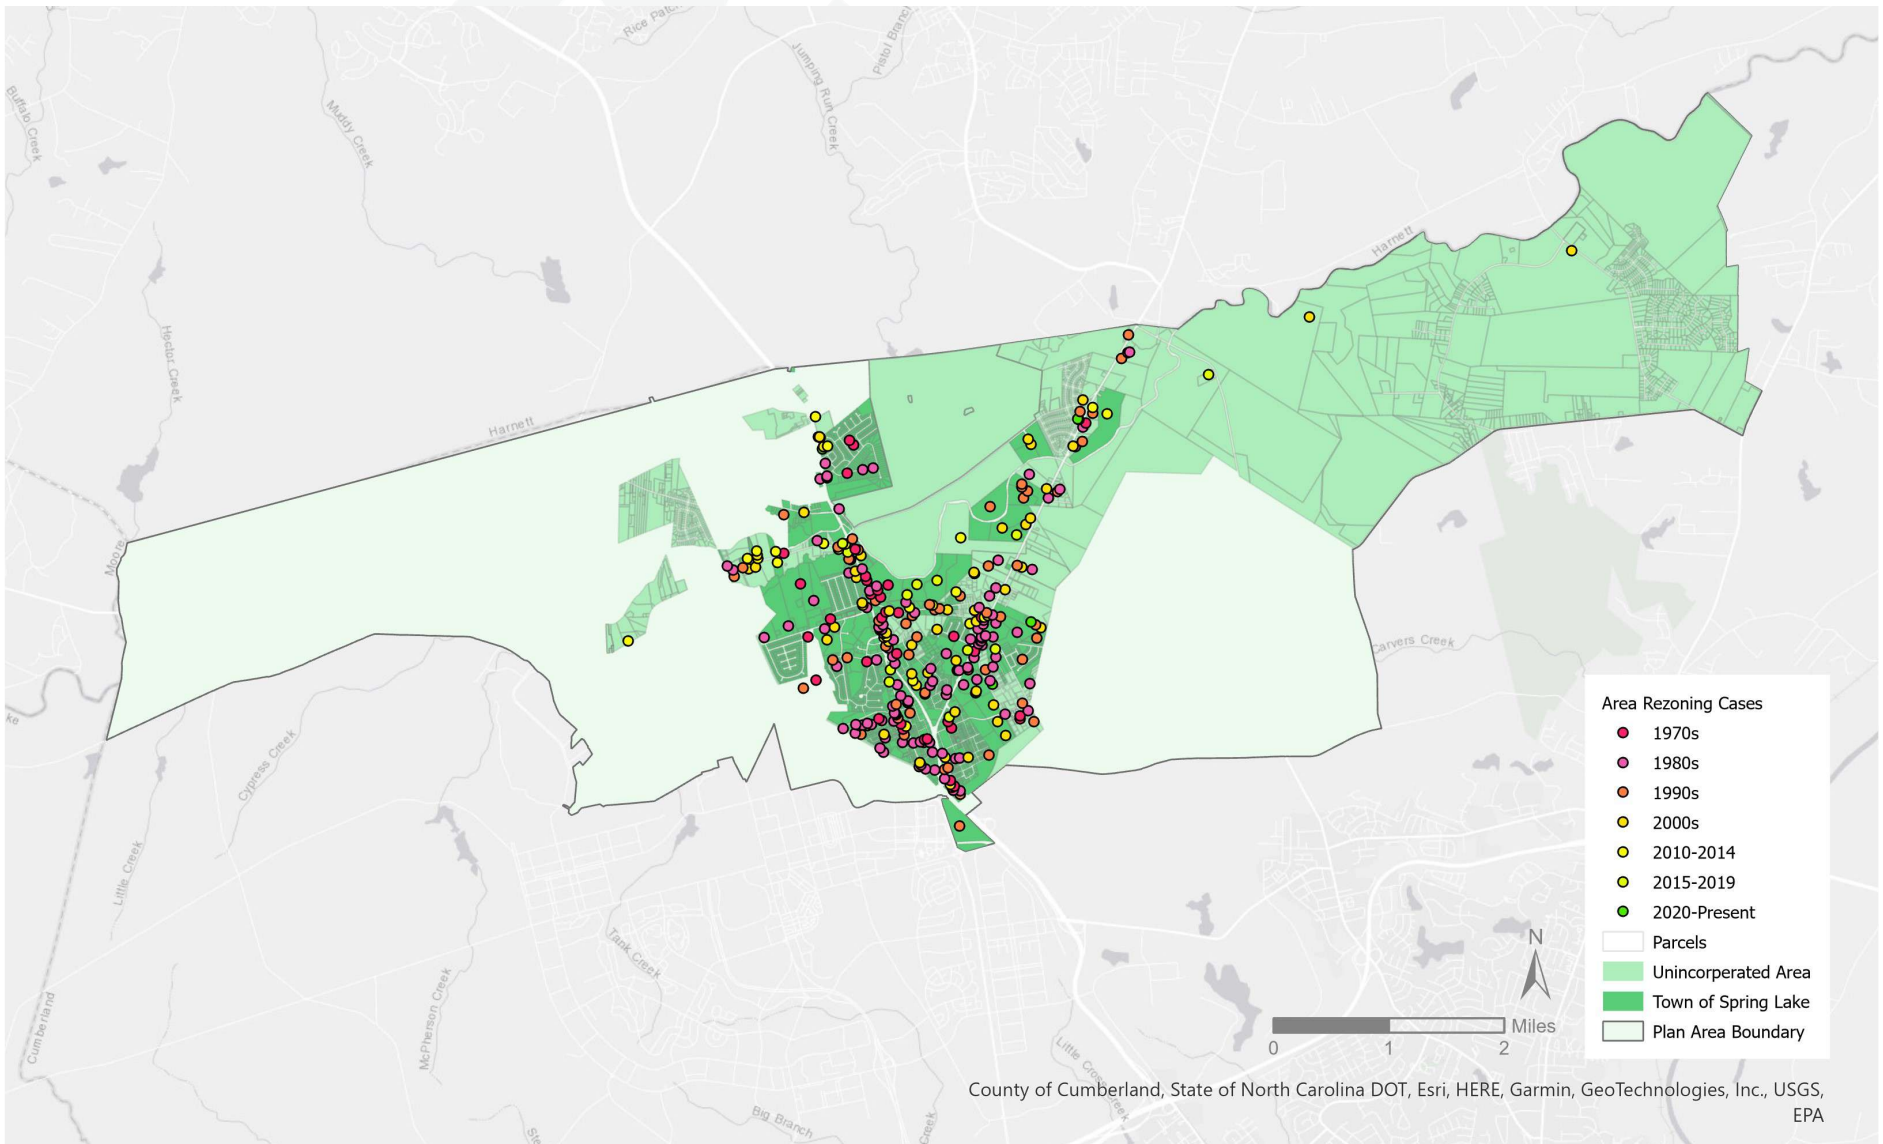 Rice Patch
Pistol Branch
Jumping Run Creek
Buffalo Creek
Muddy Creek
Harnett
Hector Creek
Harnett
Moore
Carvers Creek
ke
Cypress Creek
Little Creek
Tank Creek
McPherson Creek
Cumberland
Little Cross Creek
Big Branch
Creek
Ste
Area Rezoning Cases
1970s
1980s
1990s
2000s
2010-2014
2015-2019
2020-Present
Parcels
Unincorperated Area
Town of Spring Lake
Plan Area Boundary
N
Miles
0 1 2
County of Cumberland, State of North Carolina DOT, Esri, HERE, Garmin, GeoTechnologies, Inc., USGS,
EPA